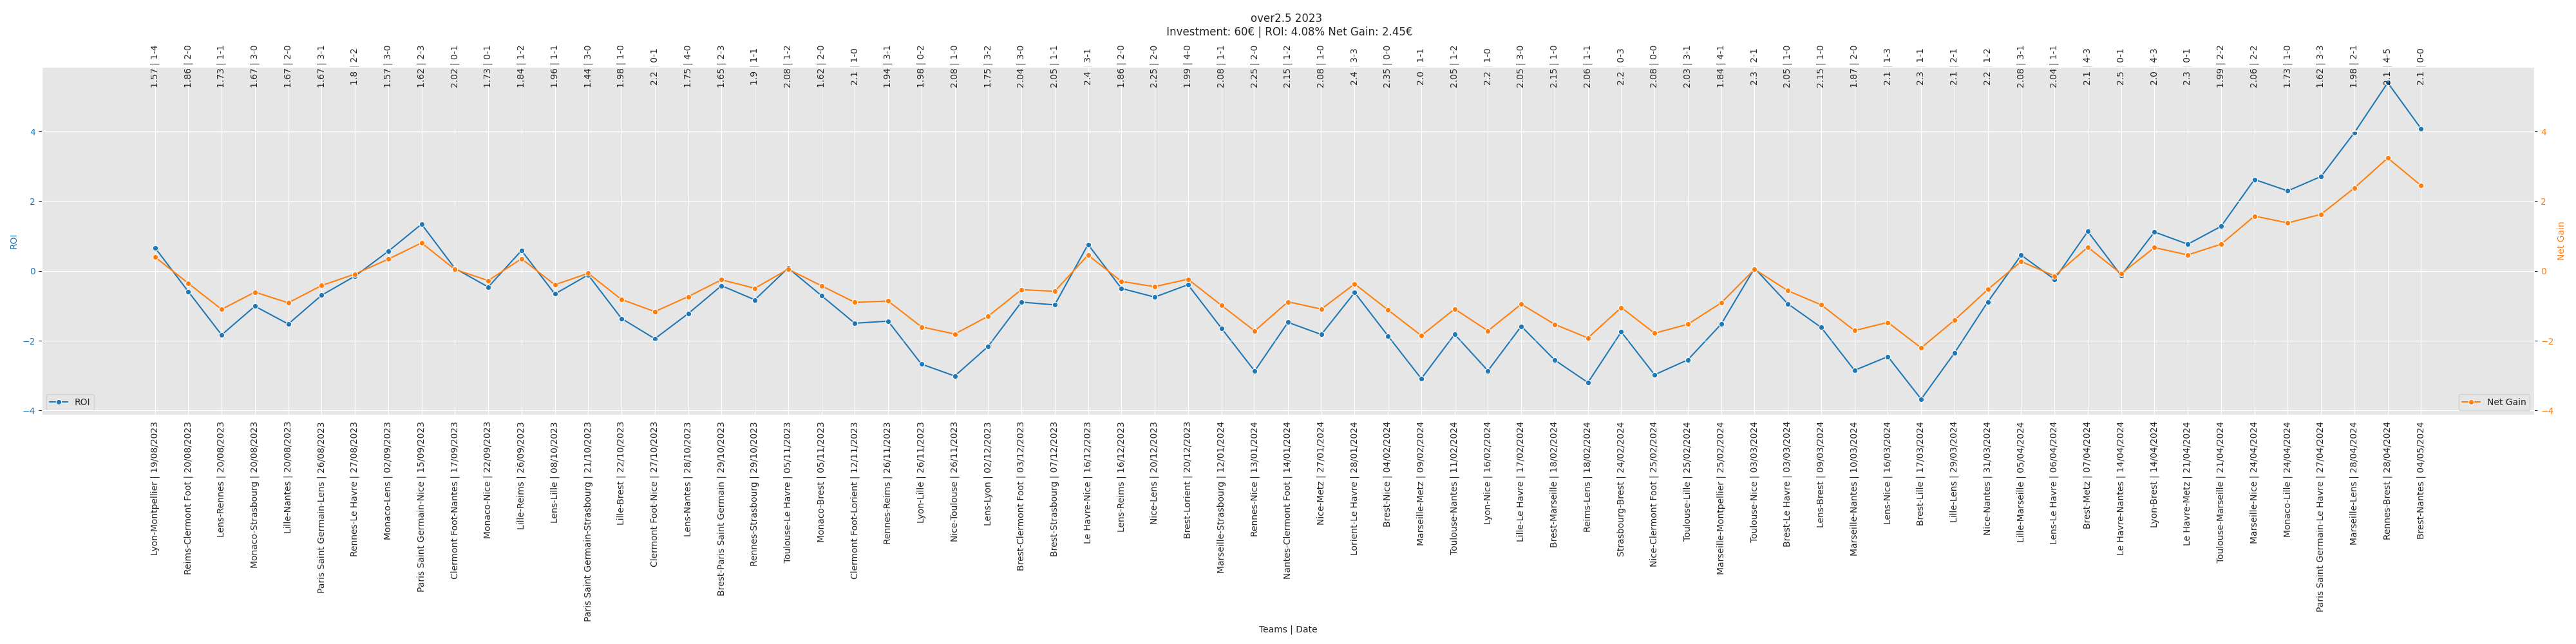 over2.5 2023
Investment: 60€ | ROI: 4.08% Net Gain: 2.45€
1.57 | 1-4
1.86 | 2-0
1.73 | 1-1
1.67 | 3-0
1.67 | 2-0
1.67 | 3-1
1.8 | 2-2
1.57 | 3-0
1.62 | 2-3
2.02 | 0-1
1.73 | 0-1
1.84 | 1-2
1.96 | 1-1
1.44 | 3-0
1.98 | 1-0
2.2 | 0-1
1.75 | 4-0
1.65 | 2-3
1.9 | 1-1
2.08 | 1-2
1.62 | 2-0
2.1 | 1-0
1.94 | 3-1
1.98 | 0-2
2.08 | 1-0
1.75 | 3-2
2.04 | 3-0
2.05 | 1-1
2.4 | 3-1
1.86 | 2-0
2.25 | 2-0
1.99 | 4-0
2.08 | 1-1
2.25 | 2-0
2.15 | 1-2
2.08 | 1-0
2.4 | 3-3
2.35 | 0-0
2.0 | 1-1
2.05 | 1-2
2.2 | 1-0
2.05 | 3-0
2.15 | 1-0
2.06 | 1-1
2.2 | 0-3
2.08 | 0-0
2.03 | 3-1
1.84 | 4-1
2.3 | 2-1
2.05 | 1-0
2.15 | 1-0
1.87 | 2-0
2.1 | 1-3
2.3 | 1-1
2.1 | 2-1
2.2 | 1-2
2.08 | 3-1
2.04 | 1-1
2.1 | 4-3
2.5 | 0-1
2.0 | 4-3
2.3 | 0-1
1.99 | 2-2
2.06 | 2-2
1.73 | 1-0
1.62 | 3-3
1.98 | 2-1
2.1 | 4-5
2.1 | 0-0
ROI
4
2
0
−2
−4
ROI
4
2
0
−2
−4
Net Gain
Net Gain
Lyon-Montpellier | 19/08/2023
Reims-Clermont Foot | 20/08/2023
Lens-Rennes | 20/08/2023
Monaco-Strasbourg | 20/08/2023
Lille-Nantes | 20/08/2023
Paris Saint Germain-Lens | 26/08/2023
Rennes-Le Havre | 27/08/2023
Monaco-Lens | 02/09/2023
Paris Saint Germain-Nice | 15/09/2023
Clermont Foot-Nantes | 17/09/2023
Monaco-Nice | 22/09/2023
Lille-Reims | 26/09/2023
Lens-Lille | 08/10/2023
Paris Saint Germain-Strasbourg | 21/10/2023
Lille-Brest | 22/10/2023
Clermont Foot-Nice | 27/10/2023
Lens-Nantes | 28/10/2023
Brest-Paris Saint Germain | 29/10/2023
Rennes-Strasbourg | 29/10/2023
Toulouse-Le Havre | 05/11/2023
Monaco-Brest | 05/11/2023
Clermont Foot-Lorient | 12/11/2023
Rennes-Reims | 26/11/2023
Lyon-Lille | 26/11/2023
Nice-Toulouse | 26/11/2023
Lens-Lyon | 02/12/2023
Brest-Clermont Foot | 03/12/2023
Brest-Strasbourg | 07/12/2023
Le Havre-Nice | 16/12/2023
Lens-Reims | 16/12/2023
Nice-Lens | 20/12/2023
Brest-Lorient | 20/12/2023
Marseille-Strasbourg | 12/01/2024
Rennes-Nice | 13/01/2024
Nantes-Clermont Foot | 14/01/2024
Nice-Metz | 27/01/2024
Lorient-Le Havre | 28/01/2024
Brest-Nice | 04/02/2024
Marseille-Metz | 09/02/2024
Toulouse-Nantes | 11/02/2024
Lyon-Nice | 16/02/2024
Lille-Le Havre | 17/02/2024
Brest-Marseille | 18/02/2024
Reims-Lens | 18/02/2024
Strasbourg-Brest | 24/02/2024
Nice-Clermont Foot | 25/02/2024
Toulouse-Lille | 25/02/2024
Marseille-Montpellier | 25/02/2024
Toulouse-Nice | 03/03/2024
Brest-Le Havre | 03/03/2024
Lens-Brest | 09/03/2024
Marseille-Nantes | 10/03/2024
Lens-Nice | 16/03/2024
Brest-Lille | 17/03/2024
Lille-Lens | 29/03/2024
Nice-Nantes | 31/03/2024
Lille-Marseille | 05/04/2024
Lens-Le Havre | 06/04/2024
Brest-Metz | 07/04/2024
Le Havre-Nantes | 14/04/2024
Lyon-Brest | 14/04/2024
Le Havre-Metz | 21/04/2024
Toulouse-Marseille | 21/04/2024
Marseille-Nice | 24/04/2024
Monaco-Lille | 24/04/2024
Paris Saint Germain-Le Havre | 27/04/2024
Marseille-Lens | 28/04/2024
Rennes-Brest | 28/04/2024
Brest-Nantes | 04/05/2024
Teams | Date